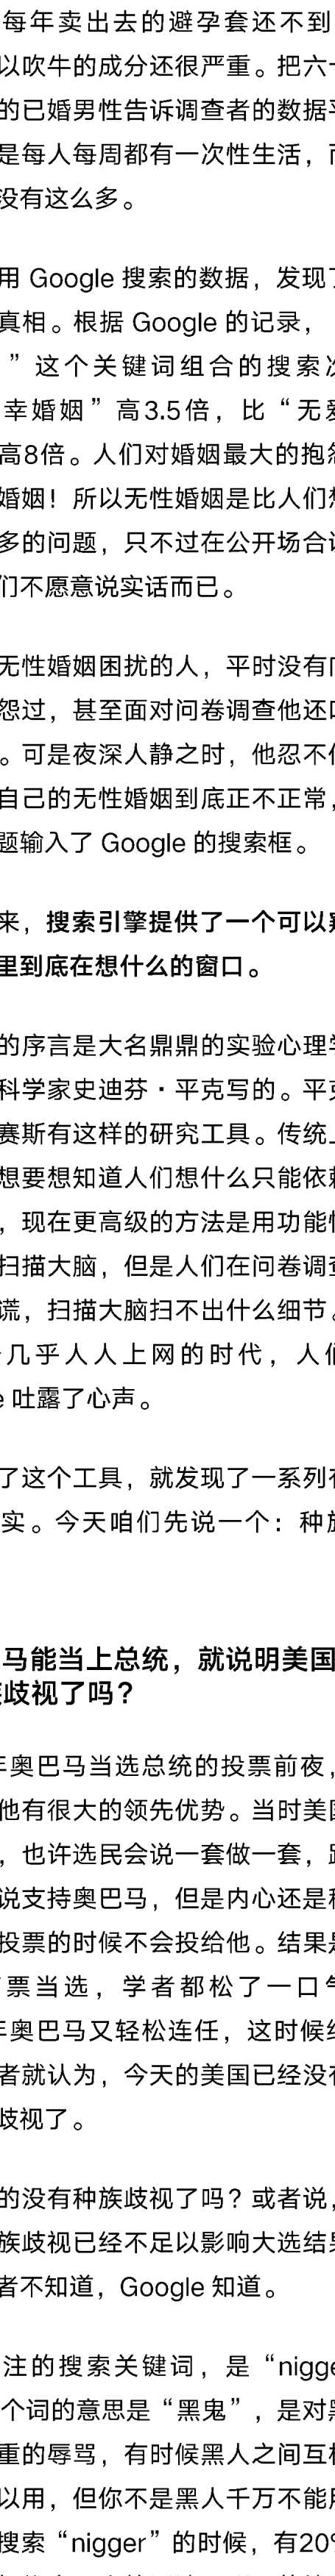 每年卖出去的避孕套还不到
以吹牛的成分还很严重。把六十
的已婚男性告诉调查者的数据平
是每人每周都有一次性生活，而
没有这么多。
用 Google 搜索的数据，发现了
真相。根据 Google 的记录，
”这个关键词组合的搜索次
幸婚姻”高3.5倍，比“无爱
高8倍。人们对婚姻最大的抱怨
婚姻！所以无性婚姻是比人们想
多的问题，只不过在公开场合调
们不愿意说实话而已。
无性婚姻困扰的人，平时没有向
怨过，甚至面对问卷调查他还吹
。可是夜深人静之时，他忍不住
自己的无性婚姻到底正不正常，
题输入了 Google 的搜索框。
来，搜索引擎提供了一个可以窥
里到底在想什么的窗口。
的序言是大名鼎鼎的实验心理学
科学家史迪芬·平克写的。平克
赛斯有这样的研究工具。传统上
想要想知道人们想什么只能依赖
，现在更高级的方法是用功能性
扫描大脑，但是人们在问卷调查
谎，扫描大脑扫不出什么细节。
个几乎人人上网的时代，人们
e 吐露了心声。
了这个工具，就发现了一系列有
实。今天咱们先说一个：种族
马能当上总统，就说明美国
族歧视了吗？
年奥巴马当选总统的投票前夜，
他有很大的领先优势。当时美国
，也许选民会说一套做一套，
说支持奥巴马，但是内心还是种
投票的时候不会投给他。结果是
票当选，学者都松了一口气
年奥巴马又轻松连任，这时候
者就认为，今天的美国已经没有
歧视了。
的没有种族歧视了吗？或者说，
族歧视已经不足以影响大选结果
者不知道，Google 知道。
注的搜索关键词，是“nigge
个词的意思是“黑鬼”，是对黑
重的辱骂，有时候黑人之间互相
以用，但你不是黑人千万不能用
搜索“nigger”的时候，有20%